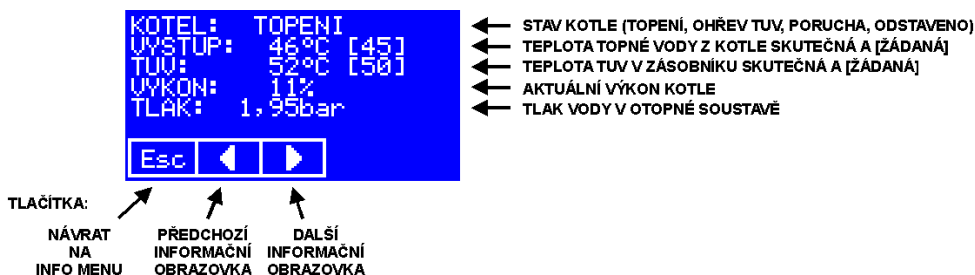 KOTEL: TOPENI
VYSTUP: 46ºC [45]
TUV: 52ºC [50]
VYKON: 11%
TLAK: 1,95bar
Esc
STAV KOTLE (TOPENÍ, OHŘEV TUV, PORUCHA, ODSTAVENO)
TEPLOTA TOPNÉ VODY Z KOTLE SKUTEČNÁ A [ŽÁDANÁ]
TEPLOTA TUV V ZÁSOBNÍKU SKUTEČNÁ A [ŽÁDANÁ]
AKTUÁLNÍ VÝKON KOTLE
TLAK VODY V OTOPNÉ SOUSTAVĚ
TLAČÍTKA:
NÁVRAT
NA
INFO MENU
PŘEDCHOZÍ
INFORMAČNÍ
OBRAZOVKA
DALŠÍ
INFORMAČNÍ
OBRAZOVKA